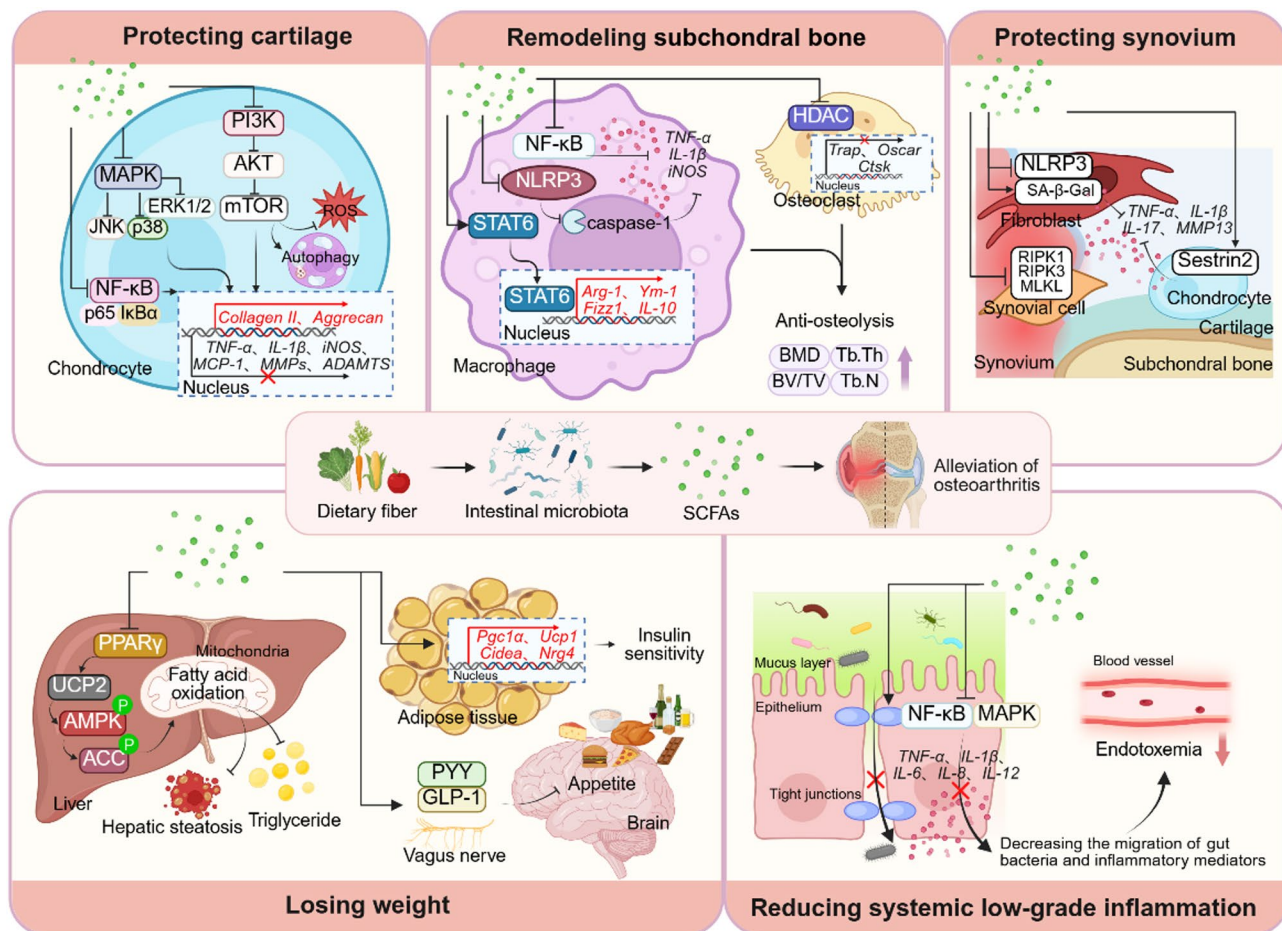 Protecting cartilage
PI3K
AKT
mTOR
MAPK
ERK1/2
JNK
p38
ROS
Autophagy
NF-κB
p65 IκBα
Collagen II、Aggrecan
TNF-α、IL-1β、iNOS、
MCP-1、MMPs、ADAMTS
Nucleus
Chondrocyte
Remodeling subchondral bone
NF-κB
NLRP3
STAT6
caspase-1
TNF-α
IL-1β
iNOS
STAT6
Arg-1、Ym-1
Fizz1、IL-10
Nucleus
Macrophage
HDAC
Trap、Oscar
Ctsk
Nucleus
Osteoclast
Anti-osteolysis
BMD Tb.Th
BV/TV Tb.N
Protecting synovium
NLRP3
SA-β-Gal
Fibroblast
TNF-α、IL-1β
IL-17、MMP13
RIPK1
RIPK3
MLKL
Synovial cell
Sestrin2
Chondrocyte
Cartilage
Synovium
Subchondral bone
Dietary fiber
Intestinal microbiota
SCFAs
Alleviation of
osteoarthritis
PPARγ
Mitochondria
UCP2
Fatty acid
oxidation
AMPK
P
ACC
P
Liver
Hepatic steatosis
Triglyceride
Pgc1α、Ucp1
Cidea、Nrg4
Nucleus
Adipose tissue
Insulin
sensitivity
PYY
GLP-1
Vagus nerve
Appetite
Brain
Losing weight
Mucus layer
Epithelium
NF-κB MAPK
TNF-α、IL-1β、
IL-6、IL-8、IL-12
Tight junctions
Blood vessel
Endotoxemia
Decreasing the migration of gut
bacteria and inflammatory mediators
Reducing systemic low-grade inflammation